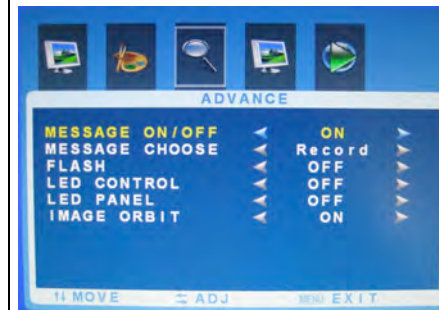 ADVANCE
MESSAGE ON/OFF ON
MESSAGE CHOOSE Record
FLASH OFF
LED CONTROL OFF
LED PANEL OFF
IMAGE ORBIT ON
MOVE ADJ MENU EXIT